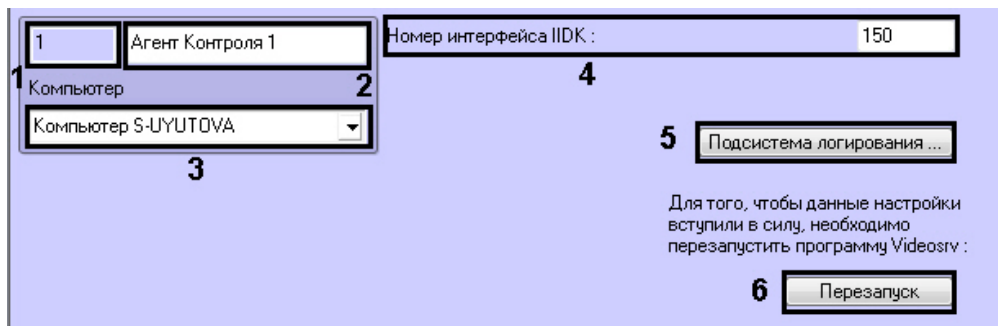 1
Агент Контроля 1
Номер интерфейса IIDK :
150
1
2
4
Компьютер
Компьютер S-UYUTOVA
3
5
Подсистема логирования ...
Для того, чтобы данные настройки
вступили в силу, необходимо
перезапустить программу Videosrv :
6
Перезапуск